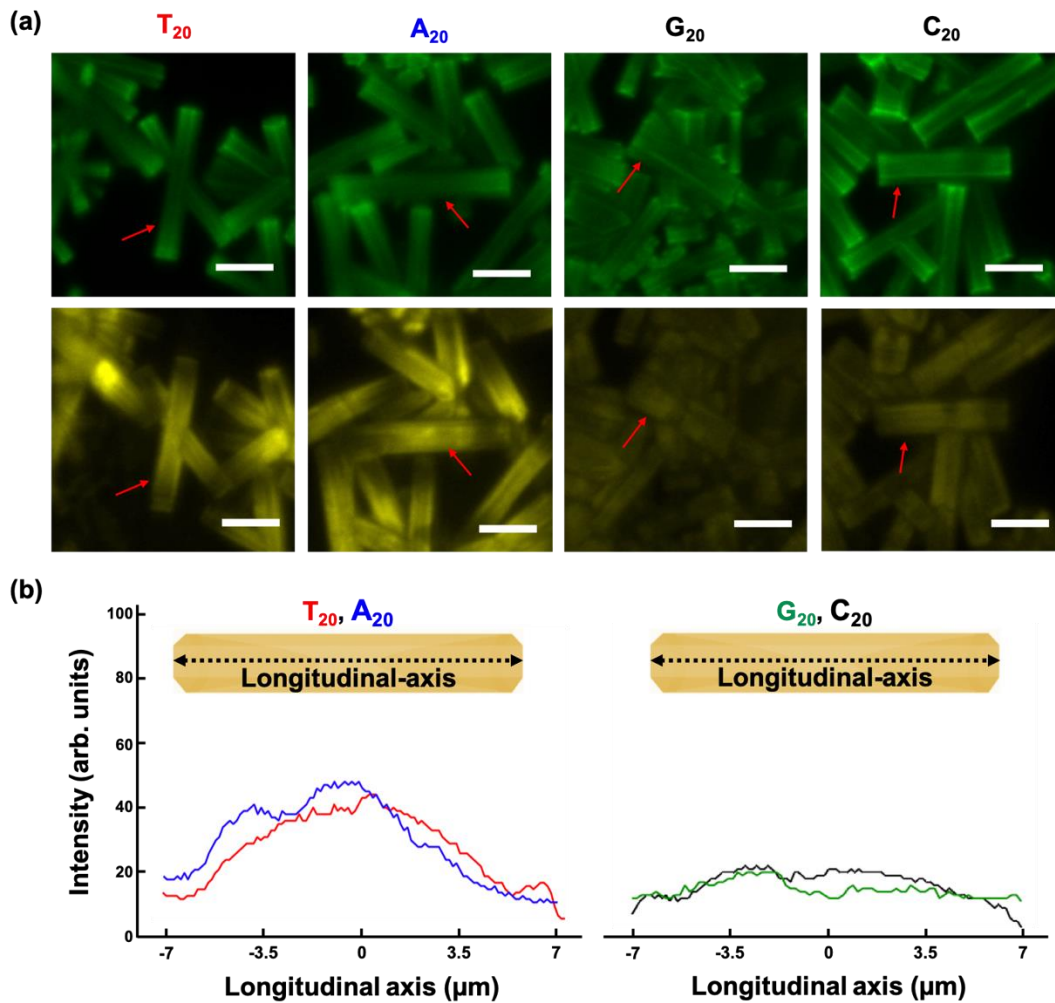 (a)
T20
A20
G20
C20
(b)
T20, A20
G20, C20
100
80
60
40
20
0
Intensity (arb. units)
Longitudinal-axis
Longitudinal-axis
-7 -3.5 0 3.5 7
-7 -3.5 0 3.5 7
Longitudinal axis (µm)
Longitudinal axis (µm)